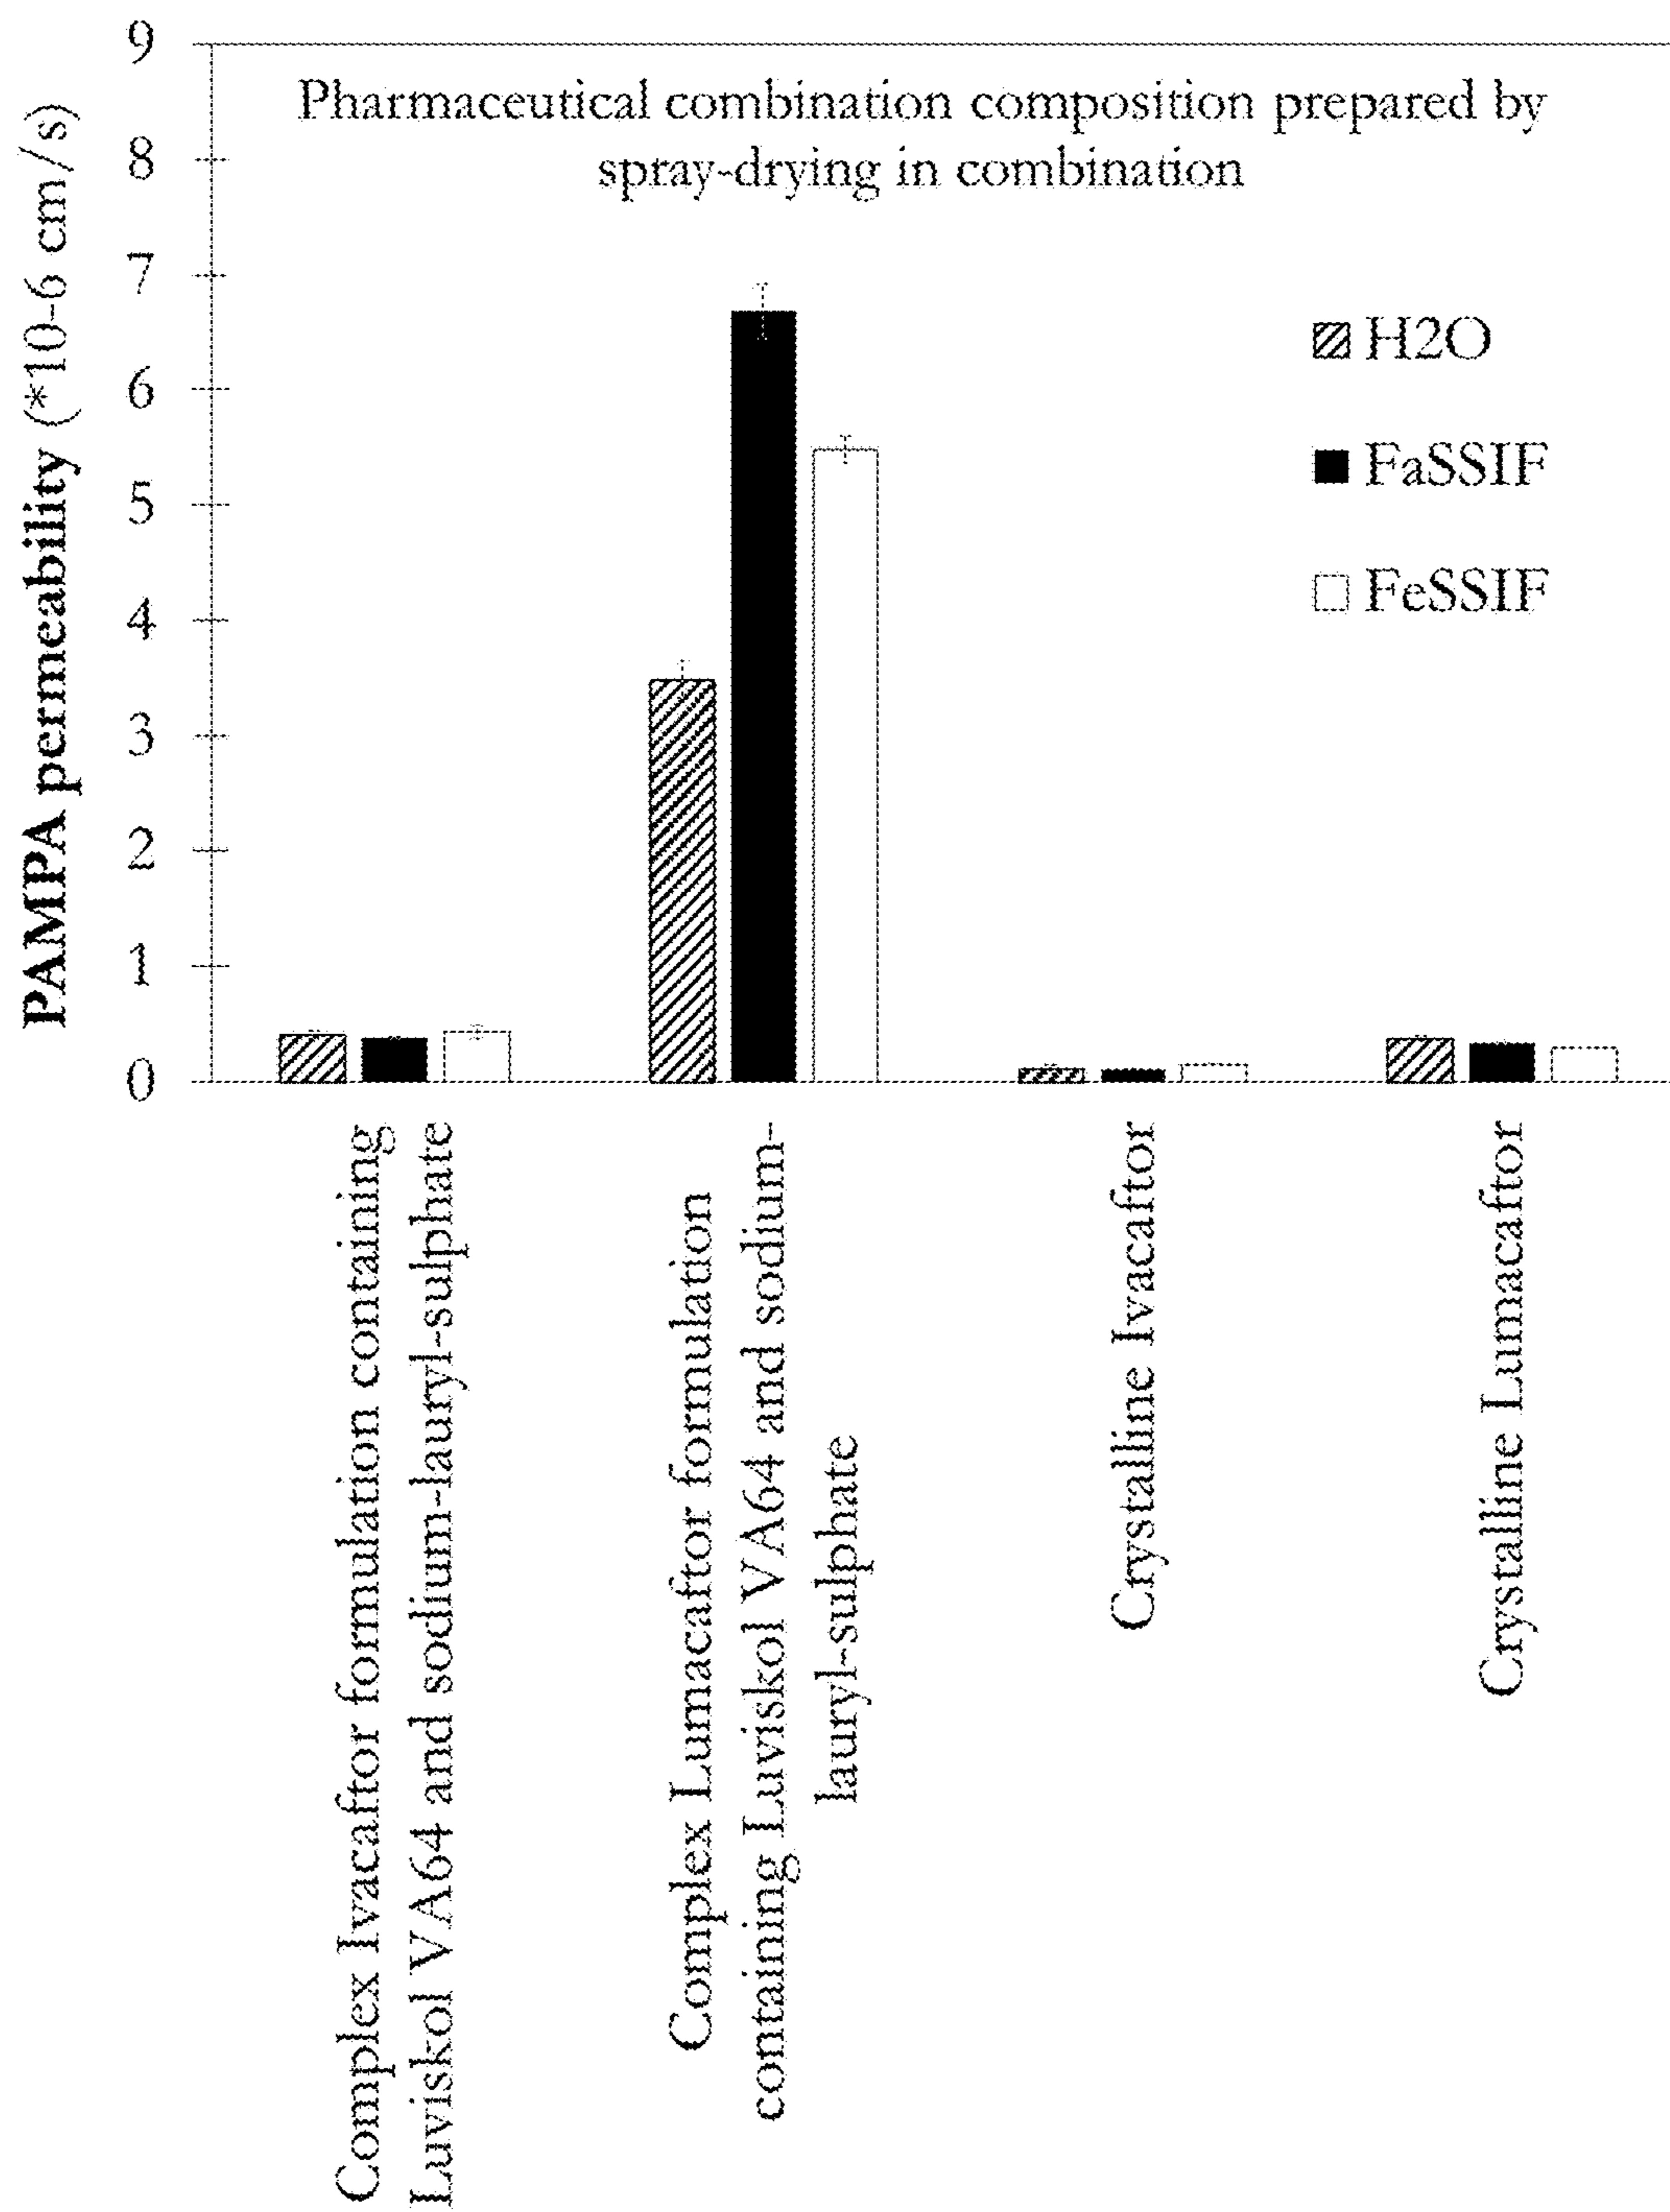 Pharmaceutical combination composition prepared by
spray-drying in combination
PAMPA permeability (*10-6 cm/s)
9
8
7
6
5
4
3
2
1
0
H2O
FaSSIF
FeSSIF
Complex Ivacaftor formulation containing
Luviskol VA64 and sodium-lauryl-sulphate
Complex Lumacaftor formulation
containing Luviskol VA64 and sodium-
lauryl-sulphate
Crystalline Ivacaftor
Crystalline Lumacaftor